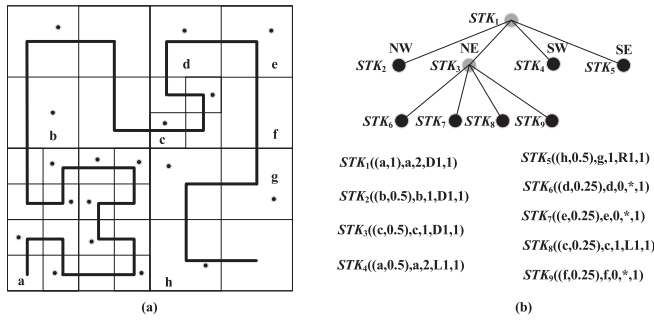 d
e
b
c
f
g
a
h
(a)
STK1
NW
NE
SW
SE
STK2
STK3
STK4
STK5
STK6
STK7
STK8
STK9
STK1((a,1),a,2,D1,1)
STK2((b,0.5),b,1,D1,1)
STK3((c,0.5),c,1,D1,1)
STK4((a,0.5),a,2,L1,1)
STK5((h,0.5),g,1,R1,1)
STK6((d,0.25),d,0,*,1)
STK7((e,0.25),e,0,*,1)
STK8((c,0.25),c,1,L1,1)
STK9((f,0.25),f,0,*,1)
(b)